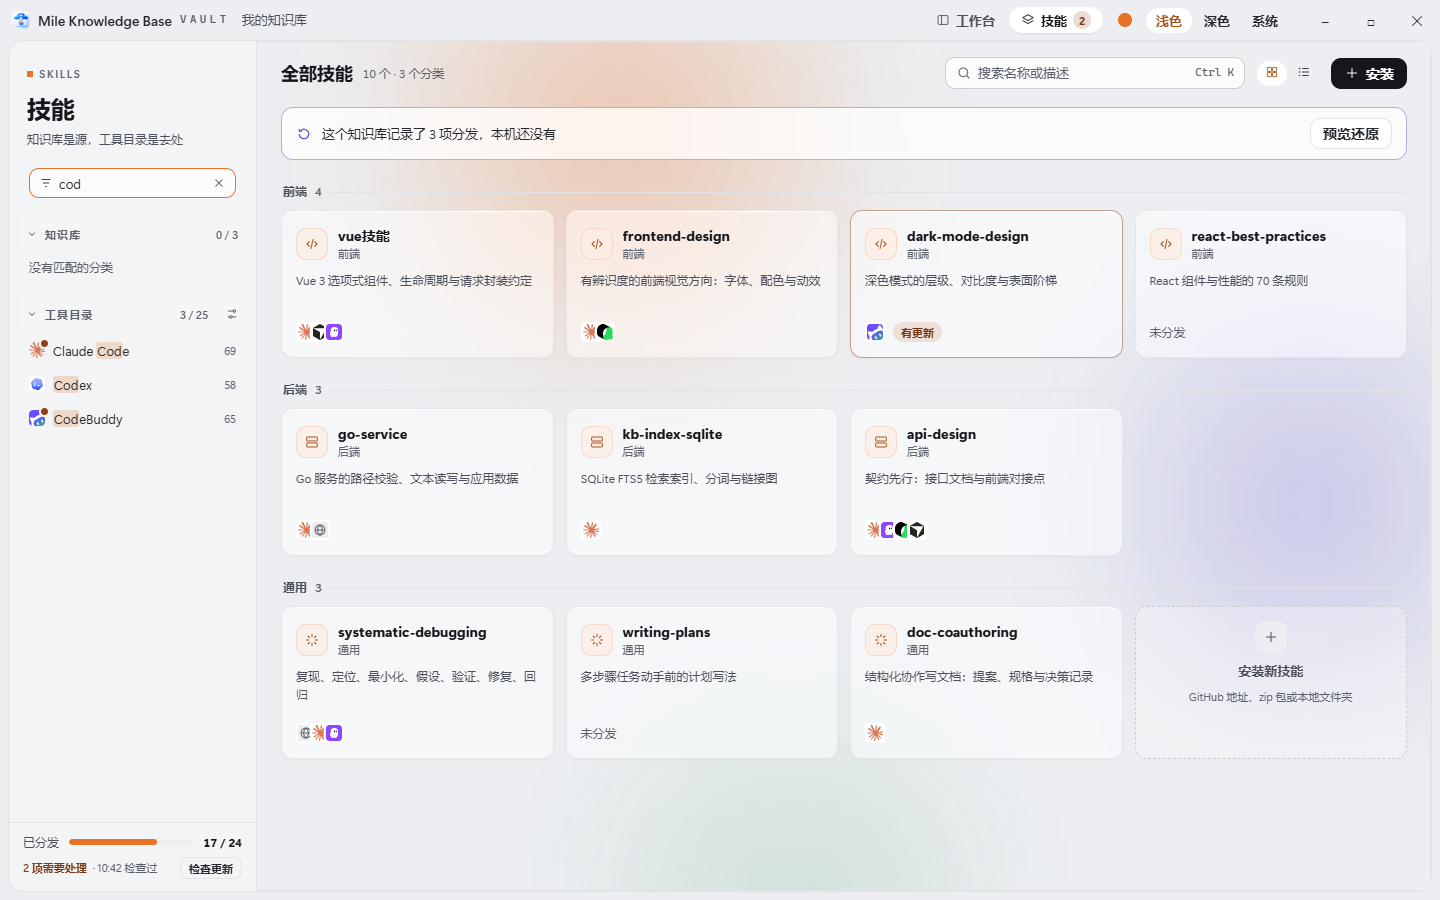 Mile Knowledge Base VAULT 我的知识库
工作台 技能 2 浅色 深色 系统
SKILLS
技能
知识库是源，工具目录是去处
cod
知识库 0 / 3
没有匹配的分类
工具目录 3 / 25
Claude Code 69
Codex 58
CodeBuddy 65
已分发 17 / 24
2 项需要处理 · 10:42 检查过 检查更新
全部技能 10 个 · 3 个分类
搜索名称或描述 Ctrl K
安装
这个知识库记录了 3 项分发，本机还没有
预览还原
前端 4
vue技能
前端
Vue 3 选项式组件、生命周期与请求封装约定
frontend-design
前端
有辨识度的前端视觉方向：字体、配色与动效
dark-mode-design
前端
深色模式的层级、对比度与表面阶梯
有更新
react-best-practices
前端
React 组件与性能的 70 条规则
未分发
后端 3
go-service
后端
Go 服务的路径校验、文本读写与应用数据
kb-index-sqlite
后端
SQLite FTS5 检索索引、分词与链接图
api-design
后端
契约先行：接口文档与前端对接点
通用 3
systematic-debugging
通用
复现、定位、最小化、假设、验证、修复、回
归
writing-plans
通用
多步骤任务动手前的计划写法
未分发
doc-coauthoring
通用
结构化协作写文档：提案、规格与决策记录
安装新技能
GitHub 地址、zip 包或本地文件夹